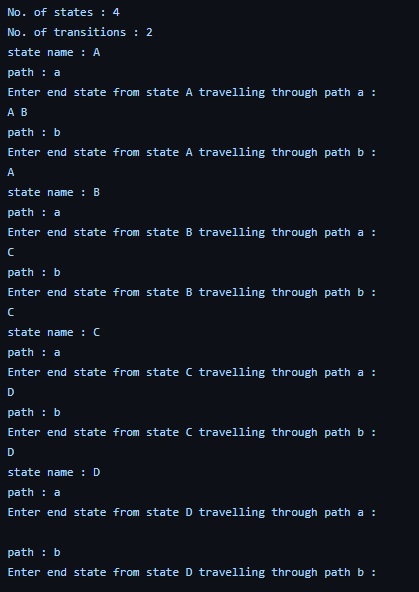 No. of states : 4
No. of transitions : 2
state name : A
path : a
Enter end state from state A travelling through path a :
A B
path : b
Enter end state from state A travelling through path b :
A
state name : B
path : a
Enter end state from state B travelling through path a :
C
path : b
Enter end state from state B travelling through path b :
C
state name : C
path : a
Enter end state from state C travelling through path a :
D
path : b
Enter end state from state C travelling through path b :
D
state name : D
path : a
Enter end state from state D travelling through path a :
path : b
Enter end state from state D travelling through path b :